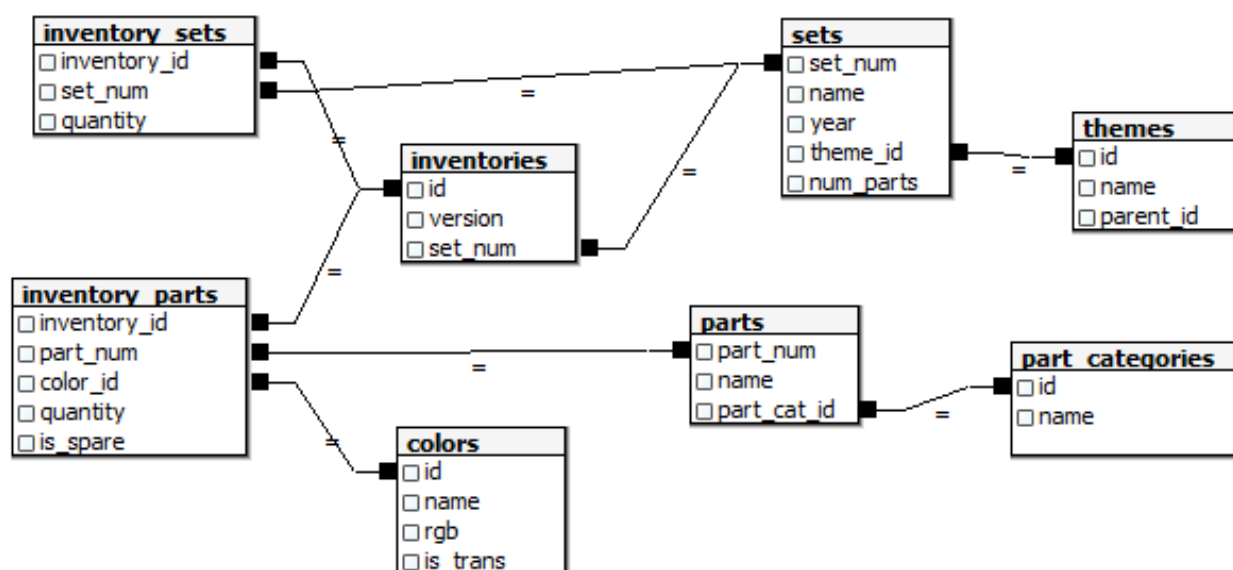 inventory_sets
inventory_id
set_num
quantity
sets
set_num
name
year
theme_id
num_parts
themes
id
name
parent_id
inventories
id
version
set_num
inventory_parts
inventory_id
part_num
color_id
quantity
is_spare
parts
part_num
name
part_cat_id
part_categories
id
name
colors
id
name
rgb
is_trans
=
=
=
=
=
=
=
=